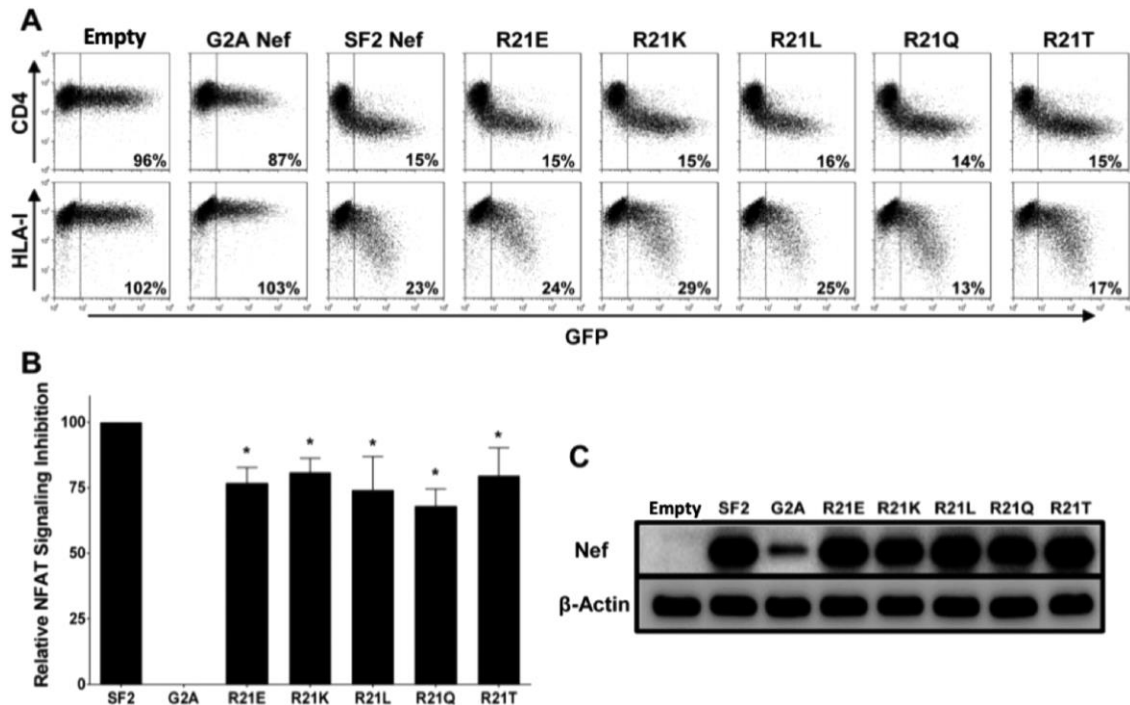 A
Empty G2A Nef SF2 Nef R21E R21K R21L R21Q R21T
CD4
96% 87% 15% 15% 15% 16% 14% 15%
HLA-I
102% 103% 23% 24% 29% 25% 13% 17%
GFP
B
Relative NFAT Signaling Inhibition
100
75
50
25
0
* * * * *
SF2 G2A R21E R21K R21L R21Q R21T
C
Empty SF2 G2A R21E R21K R21L R21Q R21T
Nef
β-Actin